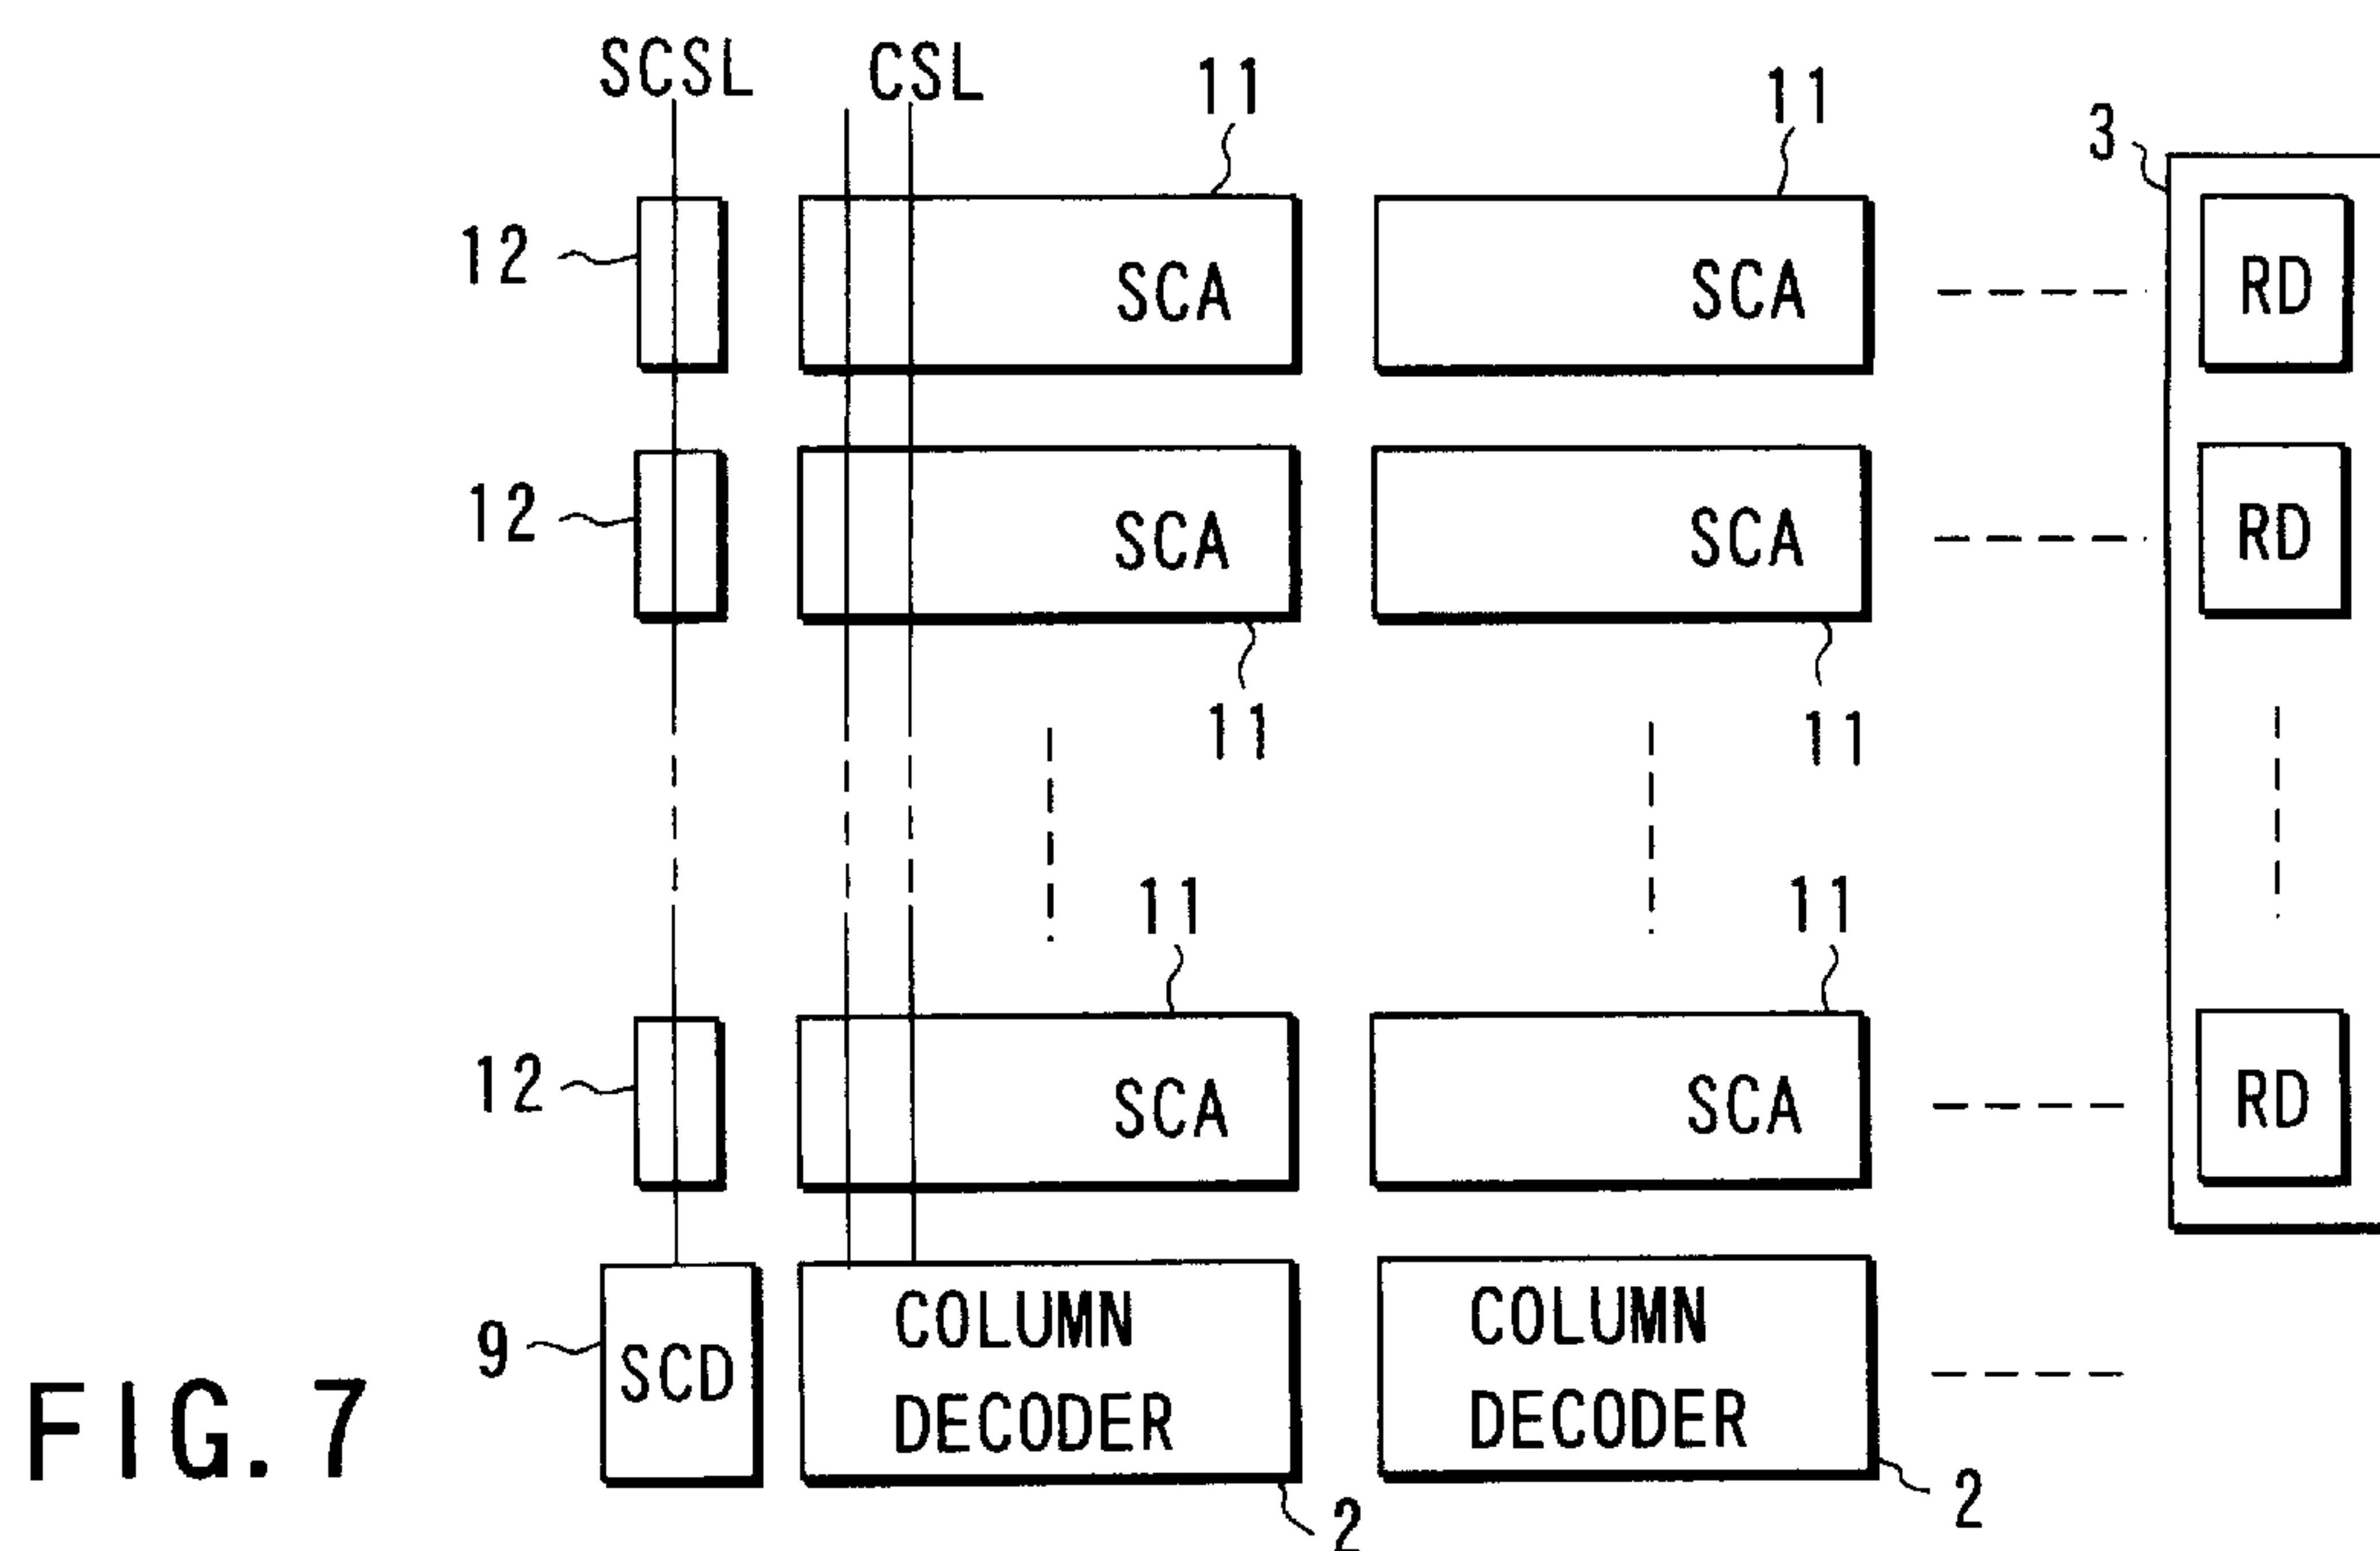 SCSL CSL 11 11 3
12 SCA SCA RD
12 SCA SCA RD
11 11
11 11
12 SCA SCA RD
9 SCD COLUMN DECODER COLUMN DECODER
2 2
FIG. 7